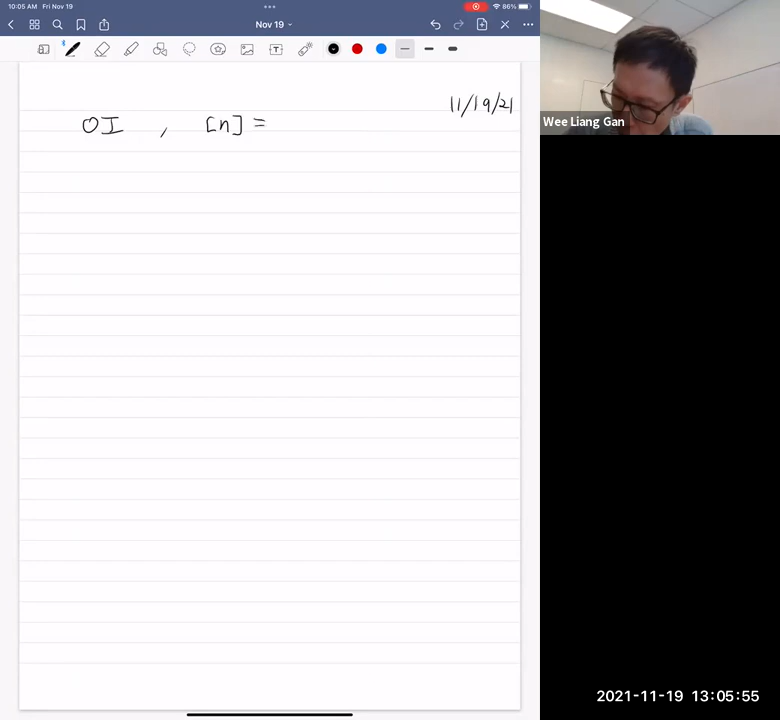 10:05 AM Fri Nov 19
86%
Nov 19
T
11/19/21
OI , [n] =
Wee Liang Gan
2021-11-19 13:05:55